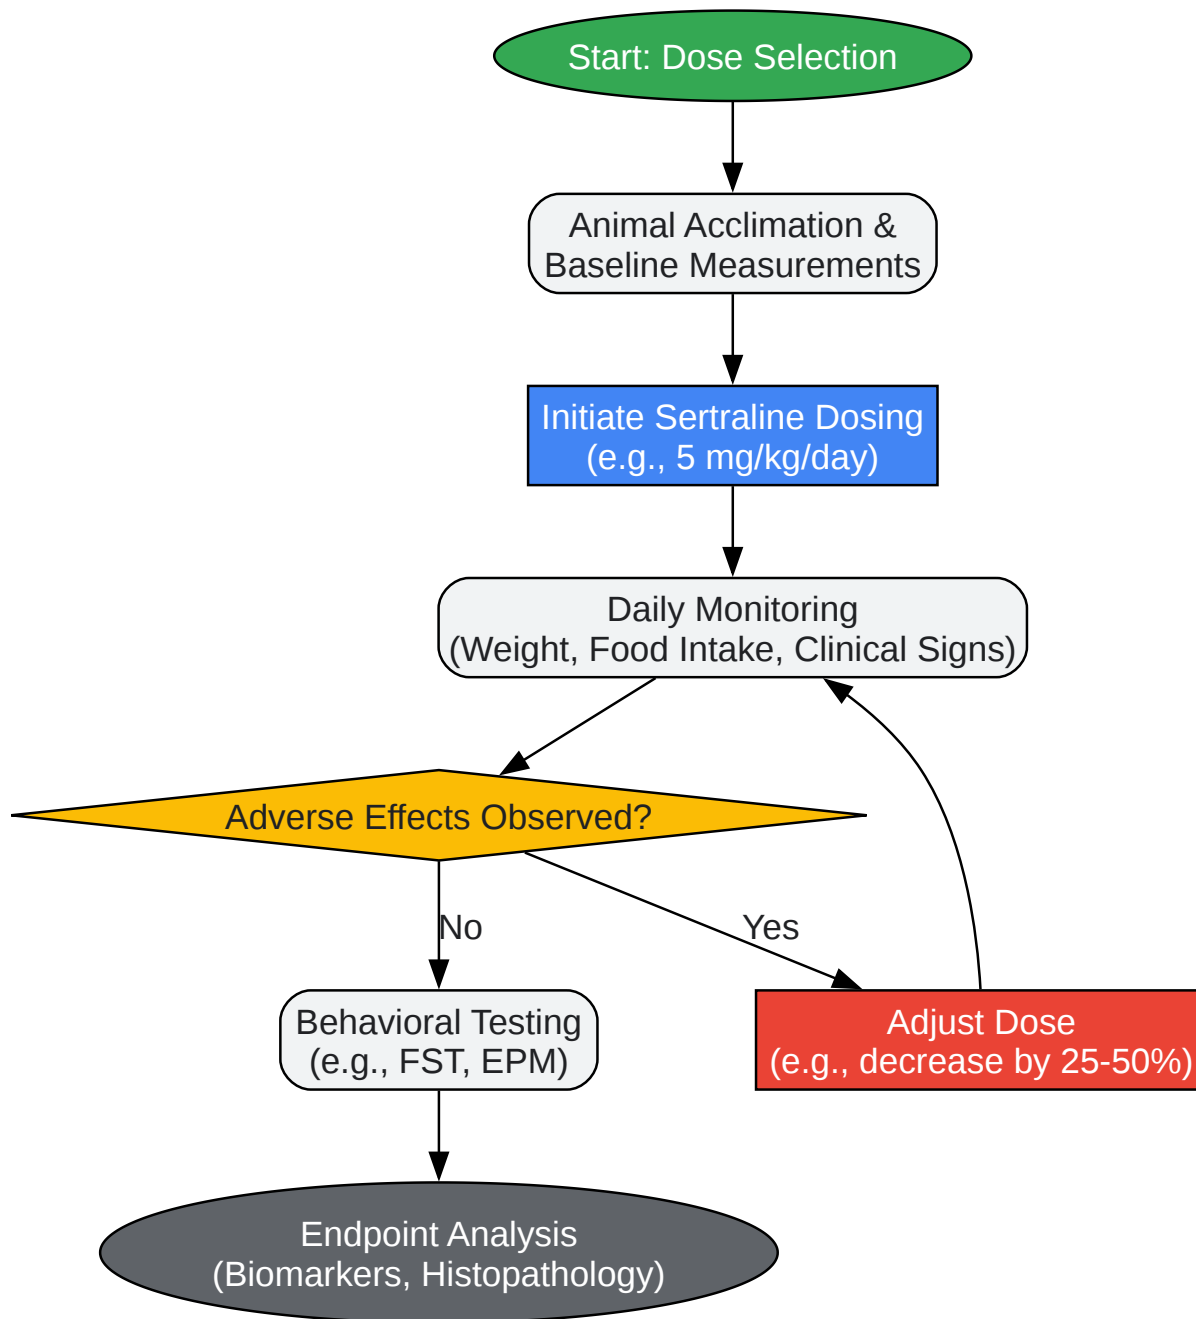 Start: Dose Selection
Animal Acclimation &
Baseline Measurements
Initiate Sertraline Dosing
(e.g., 5 mg/kg/day)
Daily Monitoring
(Weight, Food Intake, Clinical Signs)
Adverse Effects Observed?
No
Yes
Behavioral Testing
(e.g., FST, EPM)
Adjust Dose
(e.g., decrease by 25-50%)
Endpoint Analysis
(Biomarkers, Histopathology)